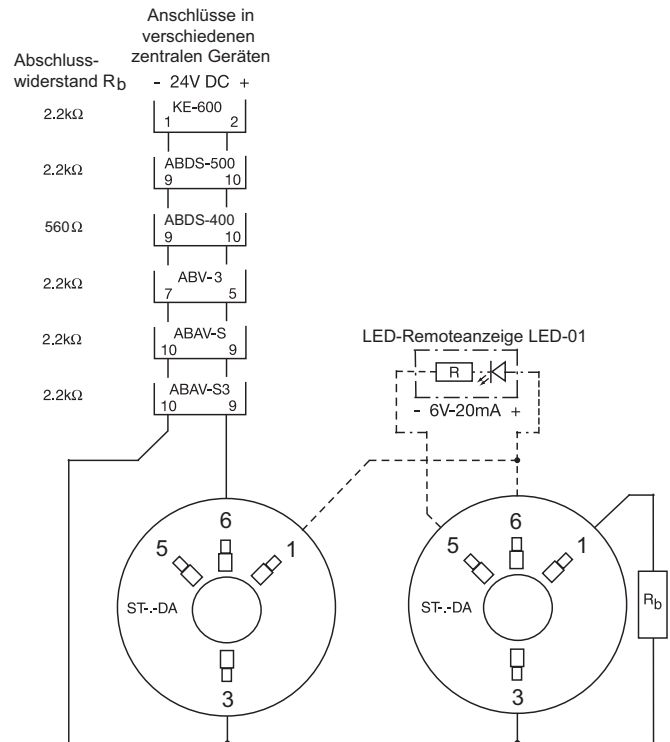 Anschlüsse in
verschiedenen
zentralen Geräten
Abschluss-
widerstand Rb
- 24V DC +
2.2kΩ
KE-600
1 2
2.2kΩ
ABDS-500
9 10
560Ω
ABDS-400
9 10
2.2kΩ
ABV-3
7 5
2.2kΩ
ABAV-S
10 9
2.2kΩ
ABAV-S3
10 9
LED-Remoteanzeige LED-01
R
- 6V-20mA +
6
5 1
ST-.-DA
3
6
5 1
ST-.-DA
3
Rb